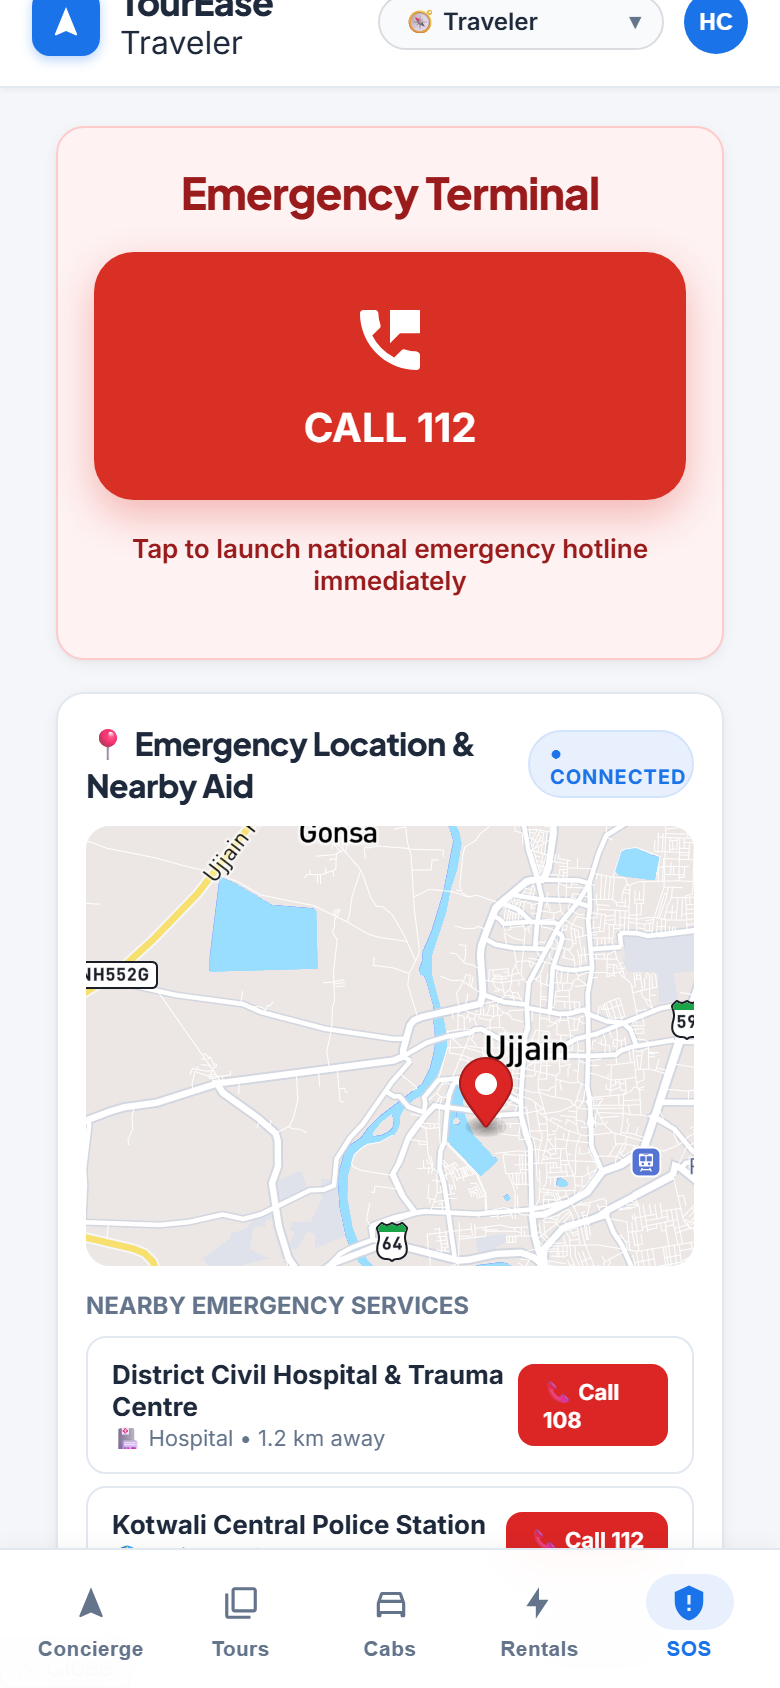 TourEase
Traveler
Traveler
HC
Emergency Terminal
CALL 112
Tap to launch national emergency hotline
immediately
Emergency Location &
Nearby Aid
CONNECTED
Gonsa
NH552G
59
Ujjain
64
NEARBY EMERGENCY SERVICES
District Civil Hospital & Trauma
Centre
Hospital • 1.2 km away
Call
108
Kotwali Central Police Station
Call 112
Concierge
Tours
Cabs
Rentals
SOS